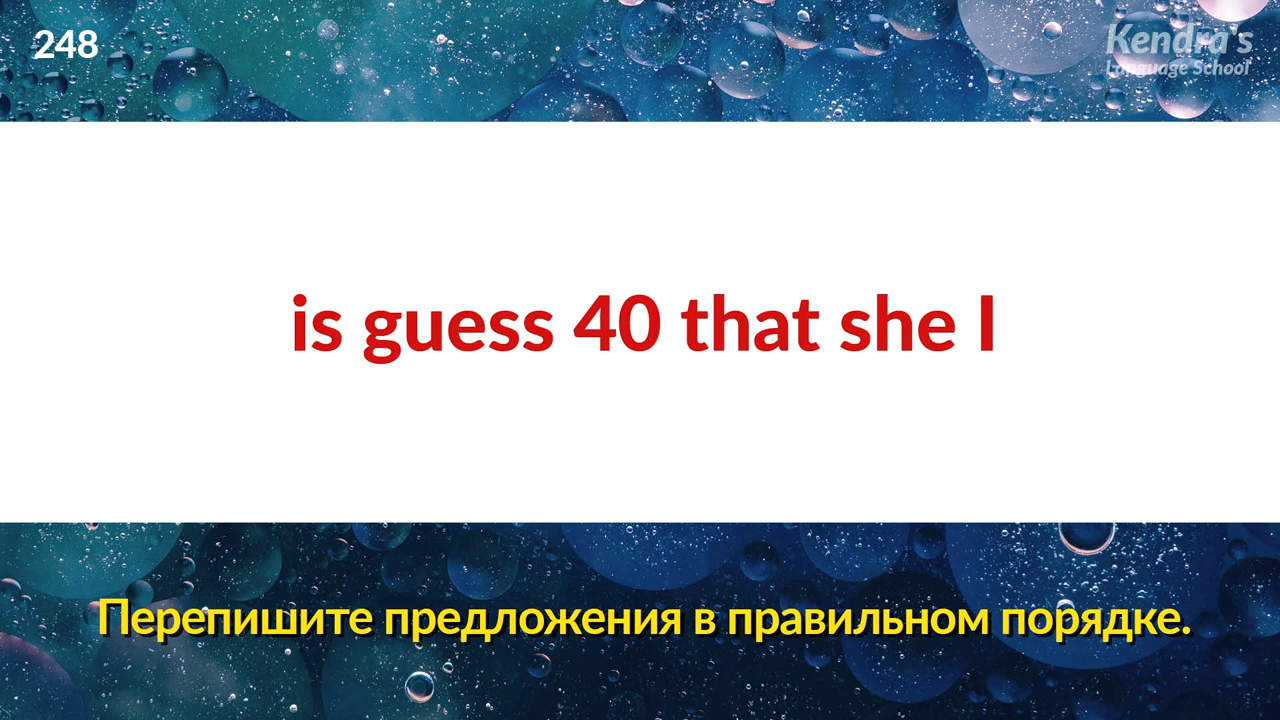 248
Kendra's
Language School
is guess 40 that she I
Перепишите предложения в правильном порядке.